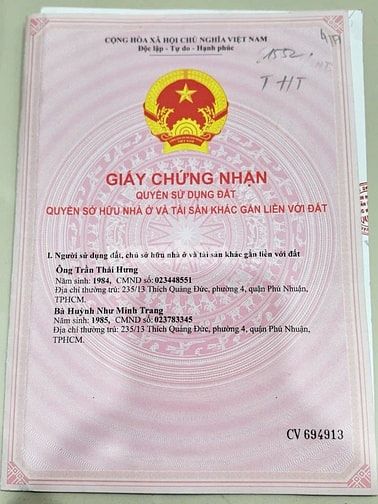 CỘNG HÒA XÃ HỘI CHỦ NGHĨA VIỆT NAM
Độc lập - Tự do - Hạnh phúc
1552
THT
GIẤY CHỨNG NHẬN
QUYỀN SỬ DỤNG ĐẤT
QUYỀN SỞ HỮU NHÀ Ở VÀ TÀI SẢN KHÁC GẮN LIỀN VỚI ĐẤT
I. Người sử dụng đất, chủ sở hữu nhà ở và tài sản khác gắn liền với đất
Ông Trần Thái Hưng
Năm sinh: 1984, CMND số: 023448551
Địa chỉ thường trú: 235/13 Thích Quảng Đức, phường 4, quận Phú Nhuận,
TPHCM.
Bà Huỳnh Như Minh Trang
Năm sinh: 1985, CMND số: 023783345
Địa chỉ thường trú: 235/13 Thích Quảng Đức, phường 4, quận Phú Nhuận,
TPHCM.
CV 694913